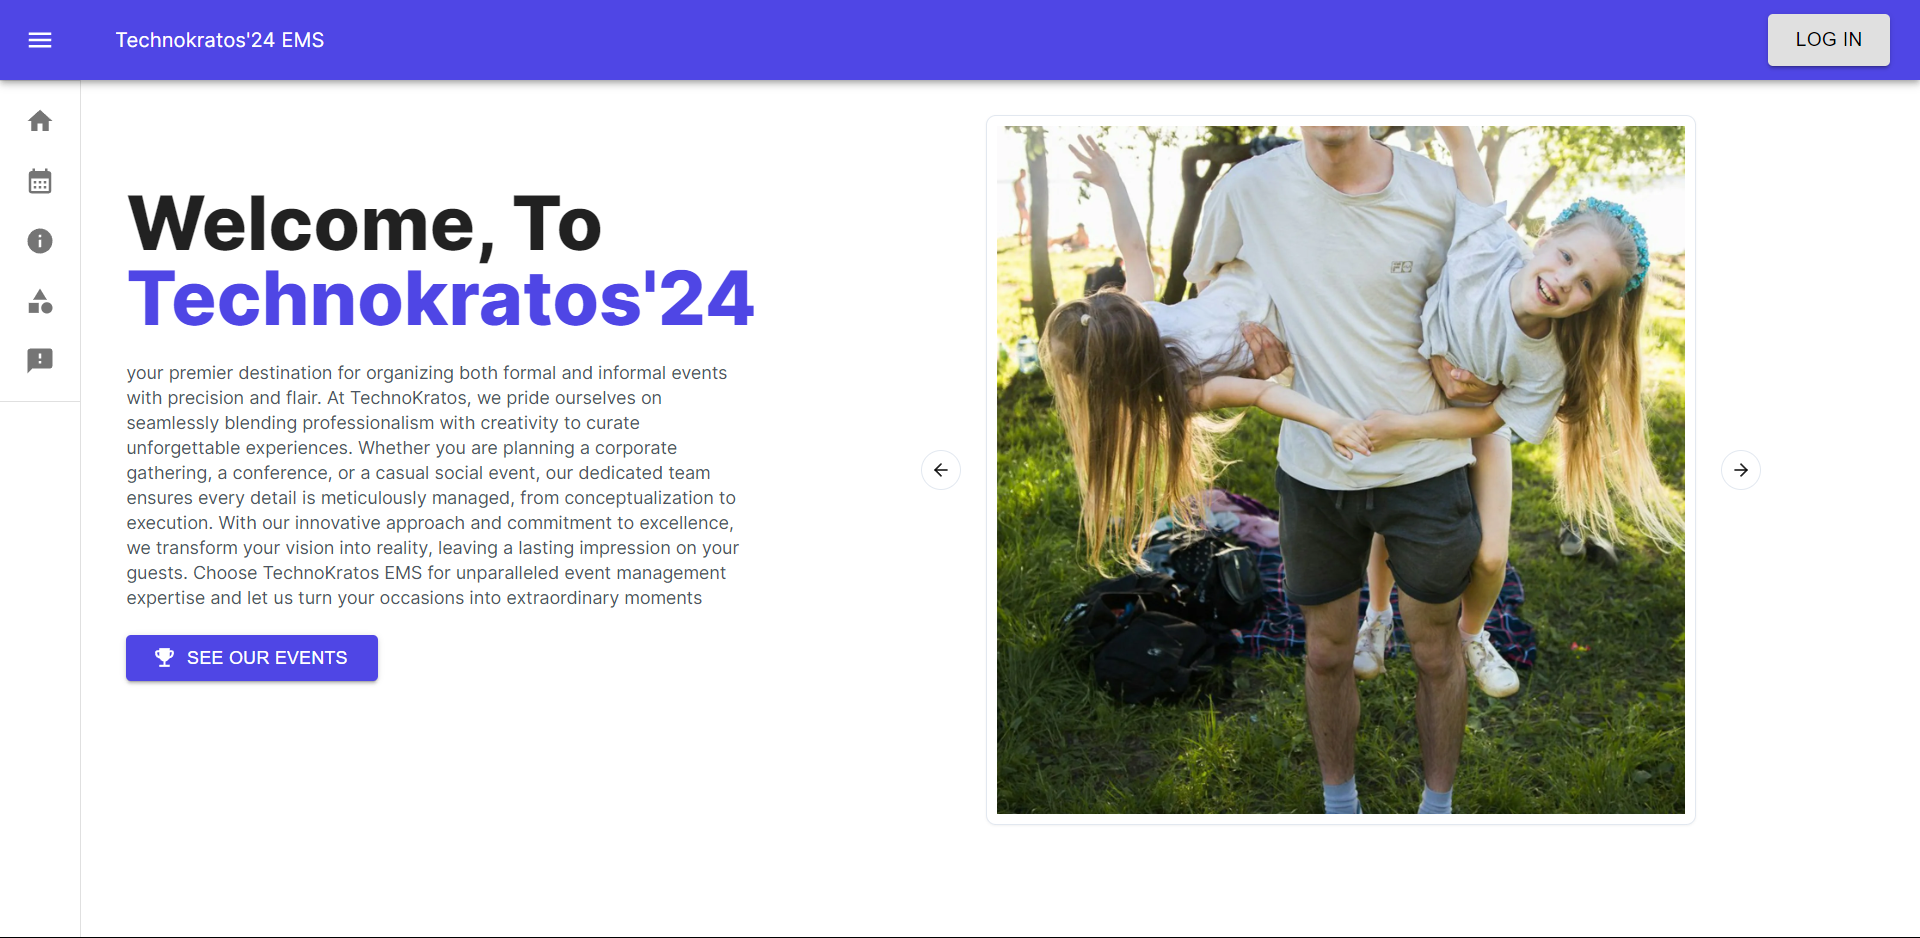 Technokratos'24 EMS
LOG IN
Welcome, To
Technokratos'24
your premier destination for organizing both formal and informal events
with precision and flair. At TechnoKratos, we pride ourselves on
seamlessly blending professionalism with creativity to curate
unforgettable experiences. Whether you are planning a corporate
gathering, a conference, or a casual social event, our dedicated team
ensures every detail is meticulously managed, from conceptualization to
execution. With our innovative approach and commitment to excellence,
we transform your vision into reality, leaving a lasting impression on your
guests. Choose TechnoKratos EMS for unparalleled event management
expertise and let us turn your occasions into extraordinary moments
SEE OUR EVENTS